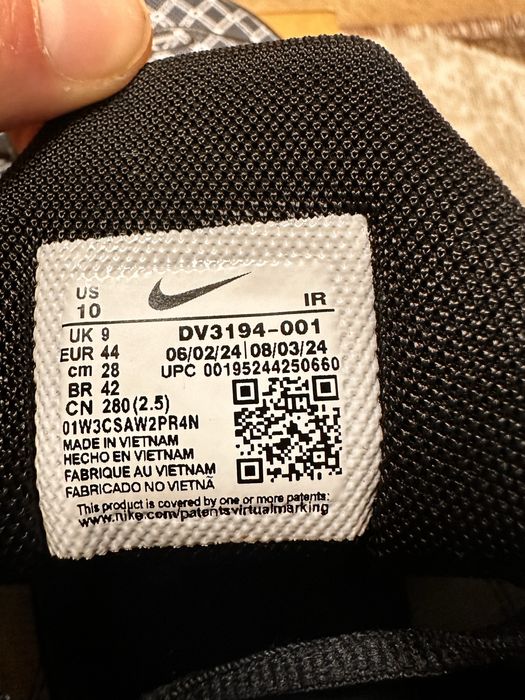 US
10
IR
UK 9
DV3194-001
EUR 44
06/02/24|08/03/24
cm 28
UPC 00195244250660
BR 42
CN 280(2.5)
01W3CSAW2PR4N
MADE IN VIETNAM
HECHO EN VIETNAM
FABRIQUE AU VIETNAM
FABRICADO NO VIETNÃ
This product is covered by one or more patents:
www.nike.com/patentsvirtualmarking